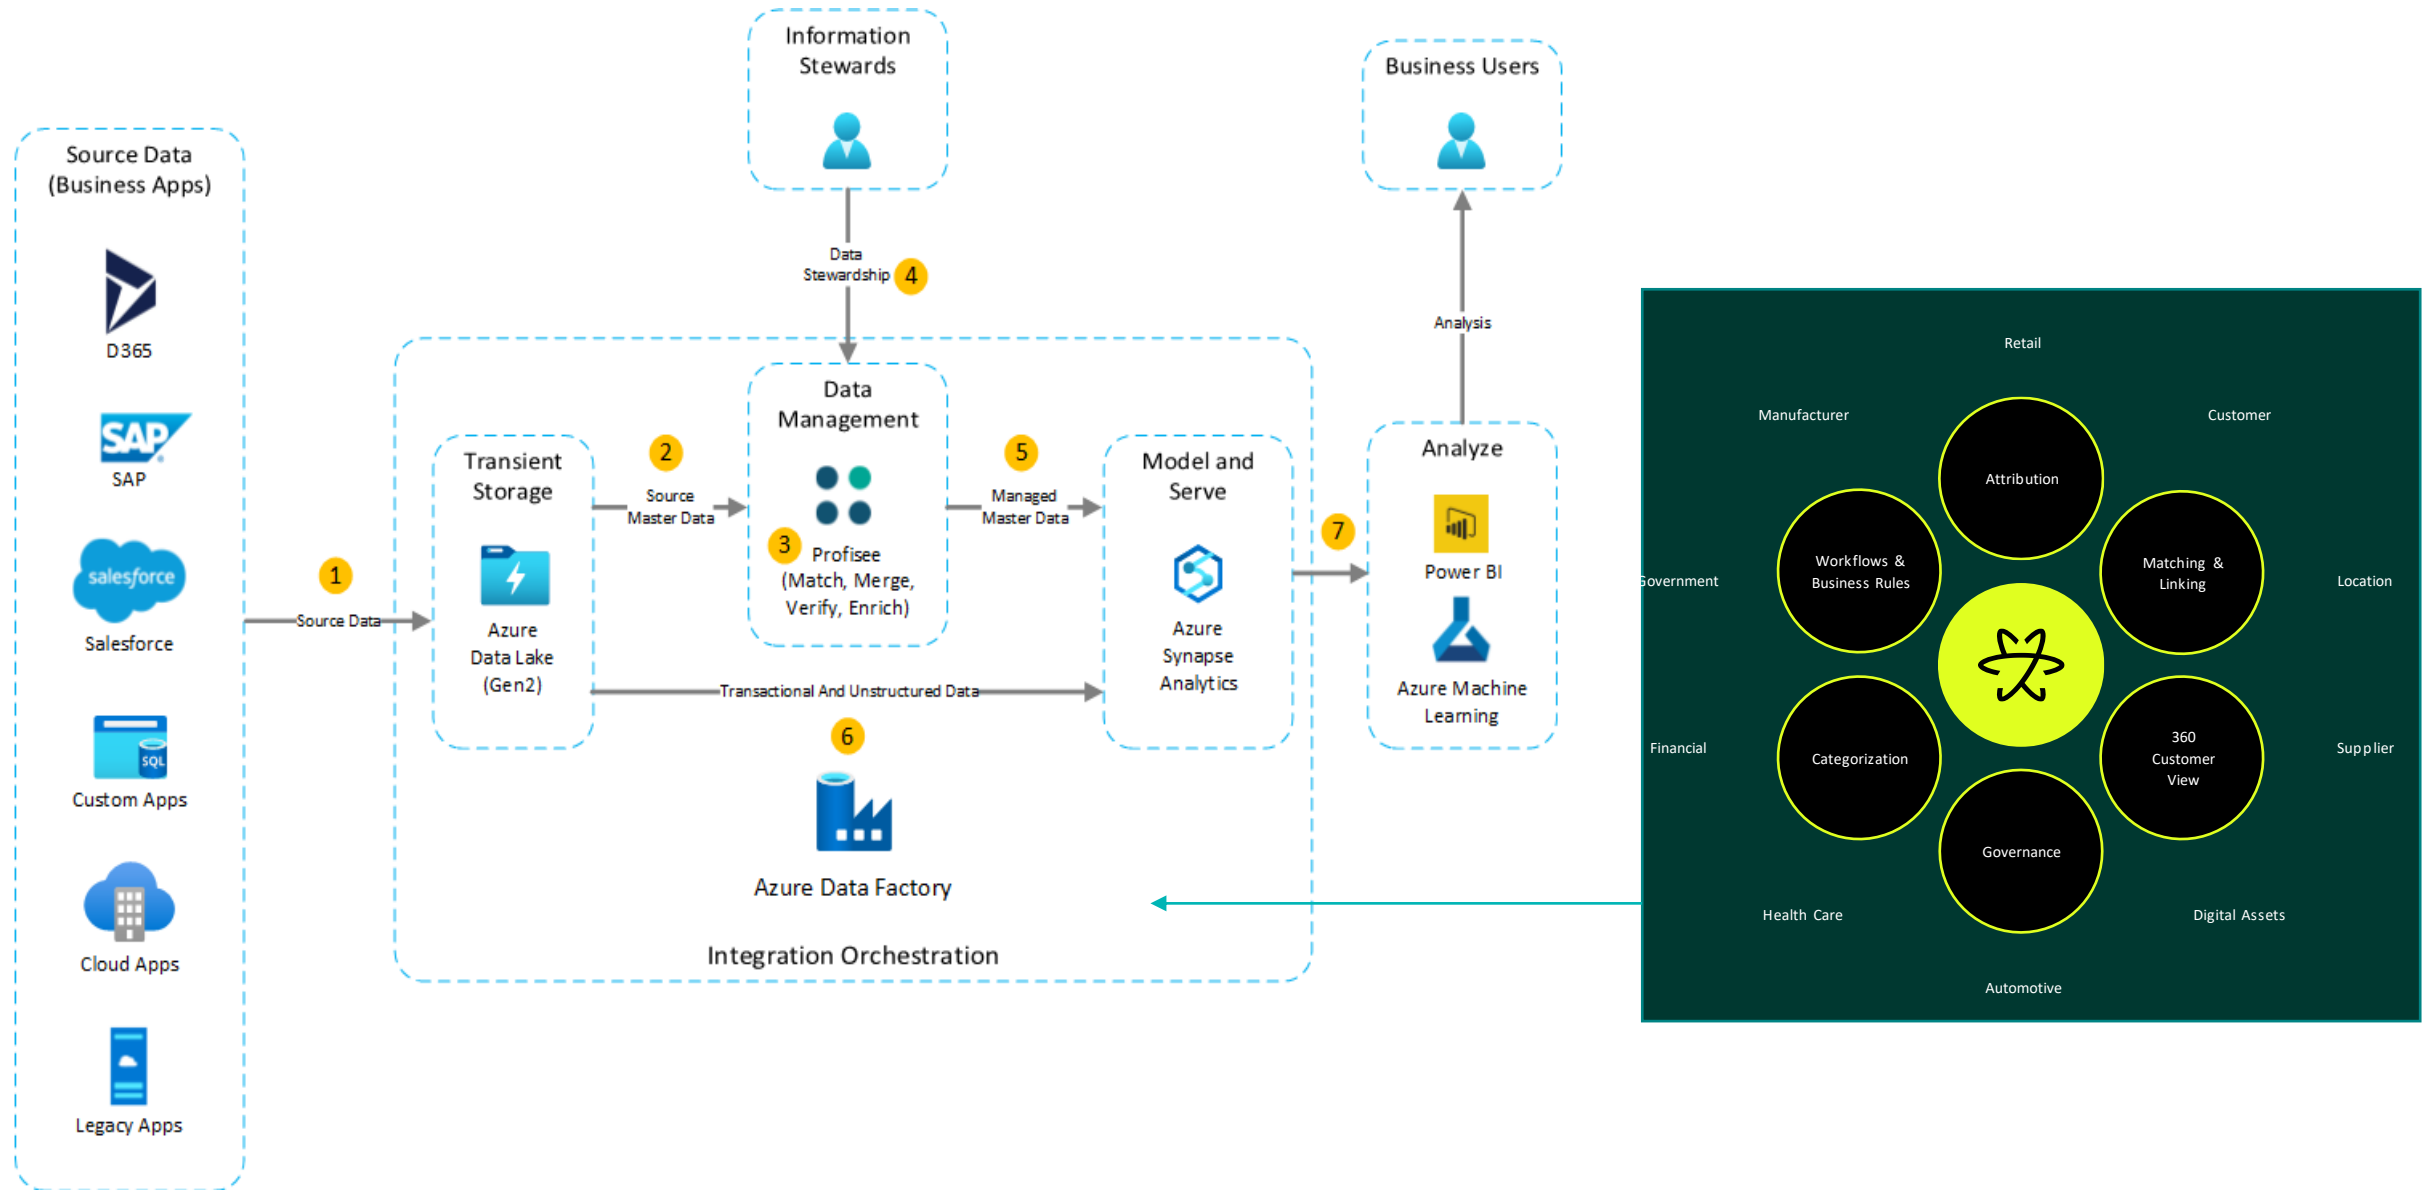 Information
Stewards
Business Users
Source Data
(Business Apps)
D365
SAP
SAP
salesforce
Salesforce
SQL
Custom Apps
Cloud Apps
Legacy Apps
1
Source Data
Data
Stewardship
4
Transient
Storage
Azure
Data Lake
(Gen2)
2
Source
Master Data
Data
Management
3
Profisee
(Match, Merge,
Verify, Enrich)
5
Managed
Master Data
Transactional And Unstructured Data
6
Azure Data Factory
Integration Orchestration
Model and
Serve
Azure
Synapse
Analytics
7
Analysis
Analyze
Power BI
Azure Machine
Learning
Retail
Manufacturer
Customer
Attribution
Workflows &
Business Rules
Matching &
Linking
Government
Location
Financial
Supplier
Categorization
360
Customer
View
Governance
Health Care
Digital Assets
Automotive